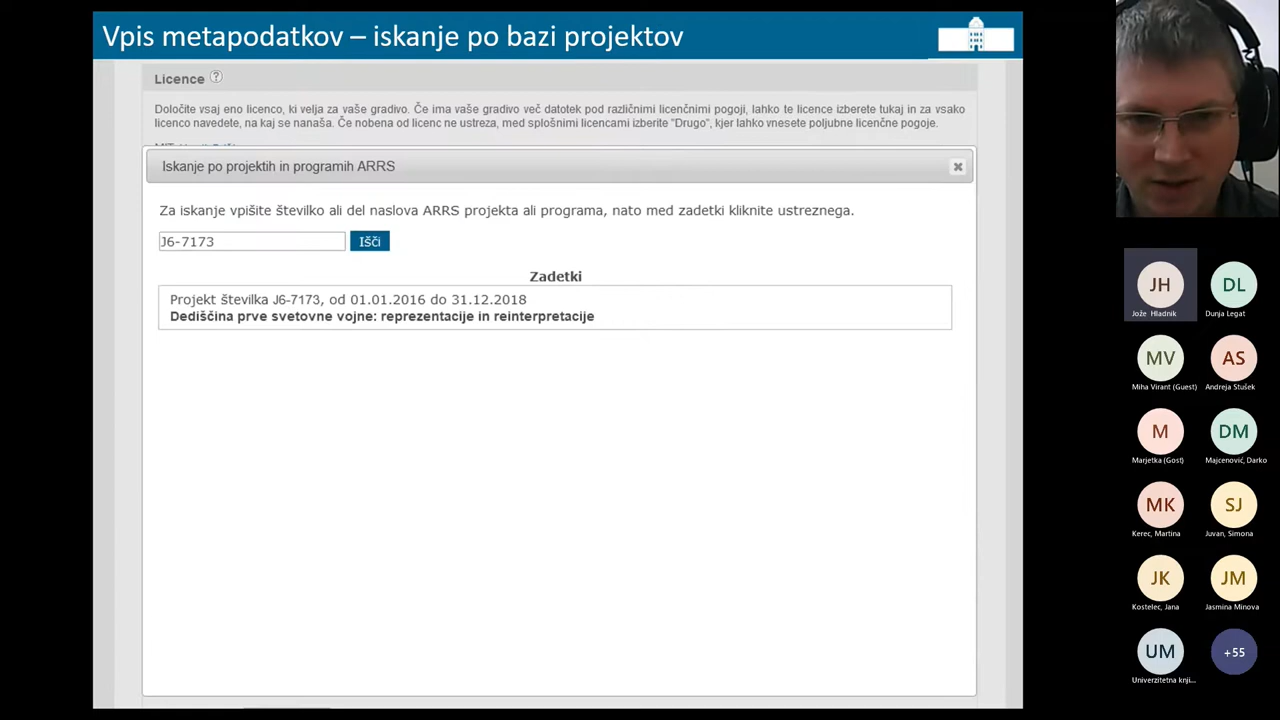 Vpis metapodatkov – iskanje po bazi projektov
Licence ?
Določite vsaj eno licenco, ki velja za vaše gradivo. Če ima vaše gradivo več datotek pod različnimi licenčnimi pogoji, lahko te licence izberete tukaj in za vsako
licenco navedete, na kaj se nanaša. Če nobena od licenc ne ustreza, med splošnimi licencami izberite "Drugo", kjer lahko vnesete poljubne licenčne pogoje.
Iskanje po projektih in programih ARRS
Za iskanje vpišite številko ali del naslova ARRS projekta ali programa, nato med zadetki kliknite ustreznega.
J6-7173 Išči
Zadetki
Projekt številka J6-7173, od 01.01.2016 do 31.12.2018
Dediščina prve svetovne vojne: reprezentacije in reinterpretacije
JH DL
Jože Hladnik Dunja Legat
MV AS
Miha Virant (Guest) Andreja Stušek
M DM
Marjetka (Gost) Majcenović, Darko
MK SJ
Kerec, Martina Juvan, Simona
JK JM
Kostelec, Jana Jasmina Minova
UM +55
Univerzitetna knji...